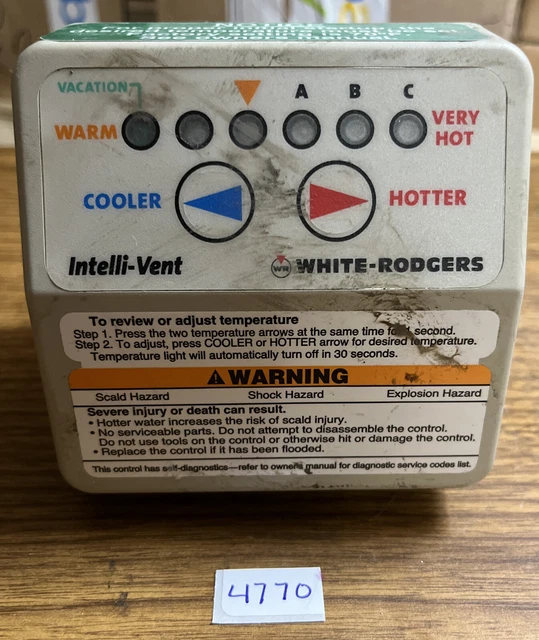 VACATION
A B C
WARM
VERY
HOT
COOLER
HOTTER
Intelli-Vent
WR WHITE-RODGERS
To review or adjust temperature
Step 1. Press the two temperature arrows at the same time for 1 second.
Step 2. To adjust, press COOLER or HOTTER arrow for desired temperature.
Temperature light will automatically turn off in 30 seconds.
WARNING
Scald Hazard Shock Hazard Explosion Hazard
Severe injury or death can result.
• Hotter water increases the risk of scald injury.
• No serviceable parts. Do not attempt to disassemble the control.
Do not use tools on the control or otherwise hit or damage the control.
• Replace the control if it has been flooded.
This control has self-diagnostics—refer to owners manual for diagnostic service codes list.
4770